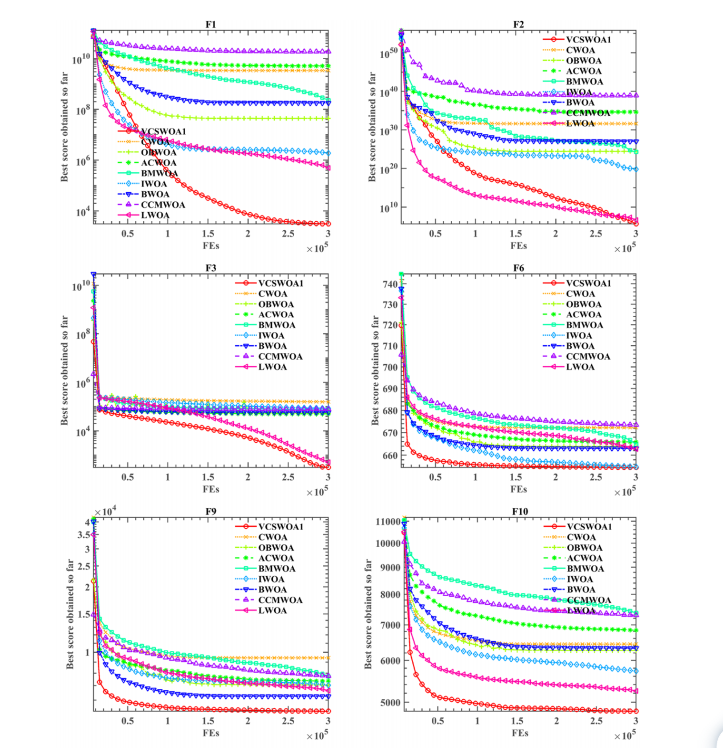 F1
Best score obtained so far
10^10
10^8
10^6
10^4
VCSWOA1
CWOA
OBWOA
ACWOA
BMWOA
IWOA
BWOA
CCMWOA
LWOA
0.5
1
1.5
2
2.5
3
FEs
×10^5
F2
Best score obtained so far
10^50
10^40
10^30
10^20
10^10
VCSWOA1
CWOA
OBWOA
ACWOA
BMWOA
IWOA
BWOA
CCMWOA
LWOA
0.5
1
1.5
2
2.5
3
FEs
×10^5
F3
Best score obtained so far
10^10
10^8
10^6
10^4
VCSWOA1
CWOA
OBWOA
ACWOA
BMWOA
IWOA
BWOA
CCMWOA
LWOA
0.5
1
1.5
2
2.5
3
FEs
×10^5
F6
Best score obtained so far
740
730
720
710
700
690
680
670
660
VCSWOA1
CWOA
OBWOA
ACWOA
BMWOA
IWOA
BWOA
CCMWOA
LWOA
0.5
1
1.5
2
2.5
3
FEs
×10^5
F9
×10^4
Best score obtained so far
4
3
2.5
2
1.5
1
VCSWOA1
CWOA
OBWOA
ACWOA
BMWOA
IWOA
BWOA
CCMWOA
LWOA
0.5
1
1.5
2
2.5
3
FEs
×10^5
F10
Best score obtained so far
11000
10000
9000
8000
7000
6000
5000
VCSWOA1
CWOA
OBWOA
ACWOA
BMWOA
IWOA
BWOA
CCMWOA
LWOA
0.5
1
1.5
2
2.5
3
FEs
×10^5